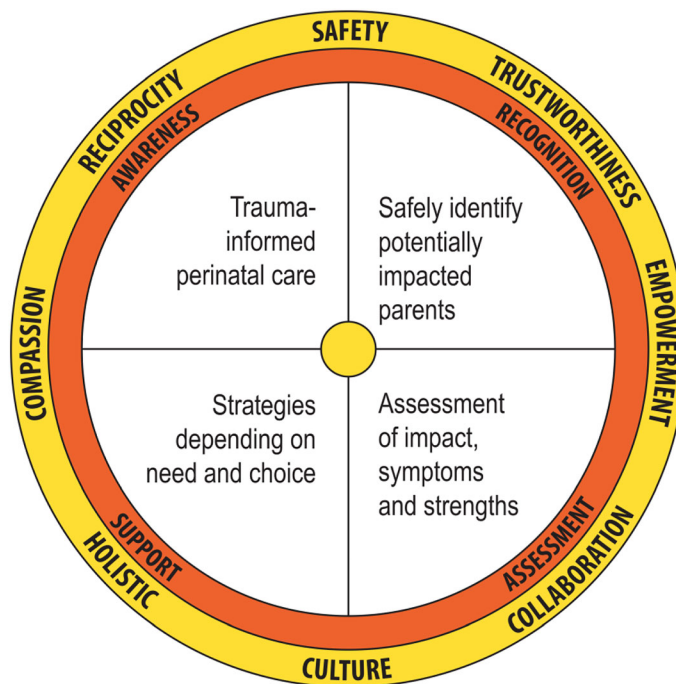 SAFETY
TRUSTWORTHINESS
EMPOWERMENT
COLLABORATION
CULTURE
HOLISTIC
COMPASSION
RECIPROCITY
AWARENESS
RECOGNITION
ASSESSMENT
SUPPORT
Trauma-
informed
perinatal care
Safely identify
potentially
impacted
parents
Strategies
depending on
need and choice
Assessment
of impact,
symptoms
and strengths